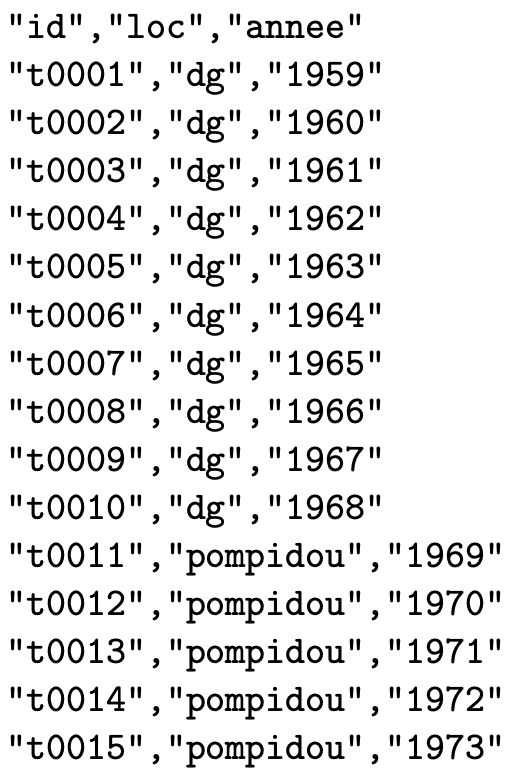 "id","loc","annee"
"t0001","dg","1959"
"t0002","dg","1960"
"t0003","dg","1961"
"t0004","dg","1962"
"t0005","dg","1963"
"t0006","dg","1964"
"t0007","dg","1965"
"t0008","dg","1966"
"t0009","dg","1967"
"t0010","dg","1968"
"t0011","pompidou","1969"
"t0012","pompidou","1970"
"t0013","pompidou","1971"
"t0014","pompidou","1972"
"t0015","pompidou","1973"